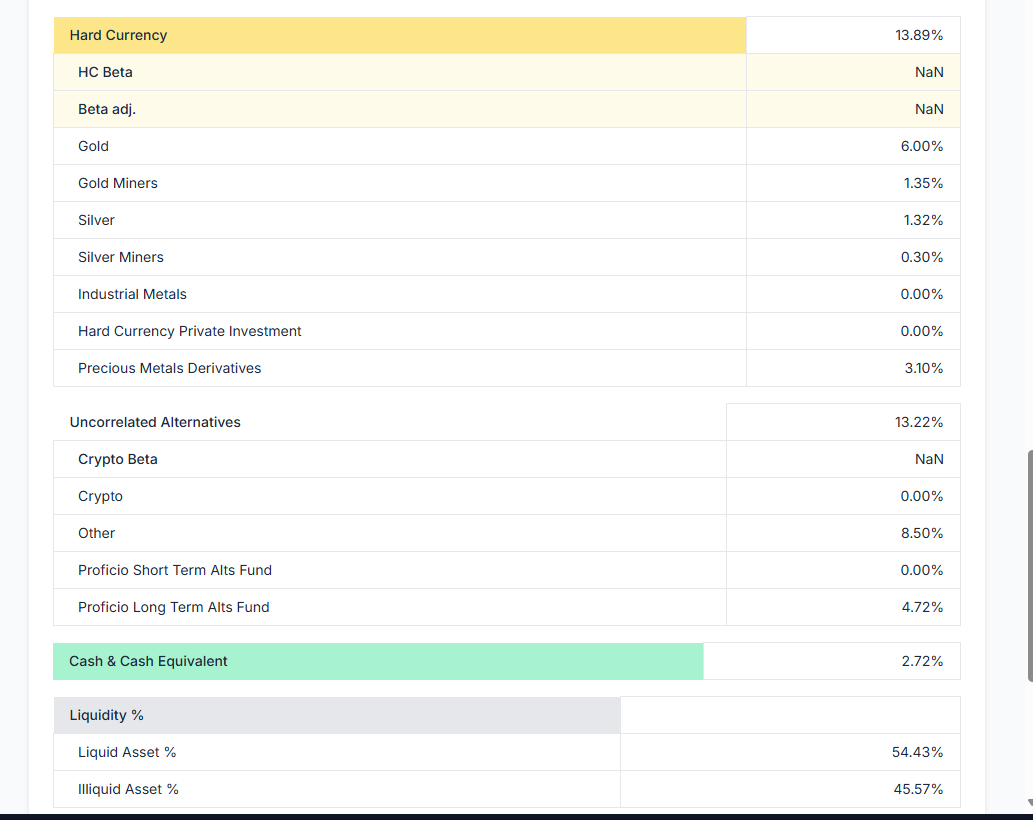 Hard Currency 13.89%
HC Beta NaN
Beta adj. NaN
Gold 6.00%
Gold Miners 1.35%
Silver 1.32%
Silver Miners 0.30%
Industrial Metals 0.00%
Hard Currency Private Investment 0.00%
Precious Metals Derivatives 3.10%
Uncorrelated Alternatives 13.22%
Crypto Beta NaN
Crypto 0.00%
Other 8.50%
Proficio Short Term Alts Fund 0.00%
Proficio Long Term Alts Fund 4.72%
Cash & Cash Equivalent 2.72%
Liquidity %
Liquid Asset % 54.43%
Illiquid Asset % 45.57%